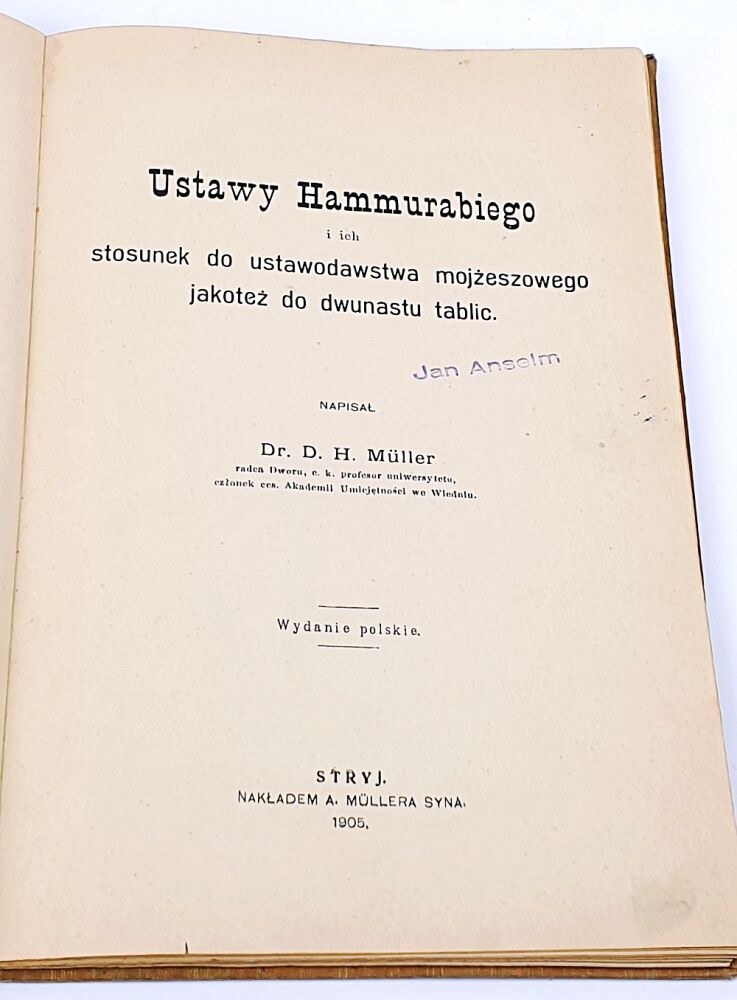 Ustawy Hammurabiego
i ich
stosunek do ustawodawstwa mojżeszowego
jakoteż do dwunastu tablic.
Jan Anselm
NAPISAŁ
Dr. D. H. Müller
radca Dworu, c. k. profesor uniwersytetu,
członek ces. Akademii Umiejętności we Wiedniu.
Wydanie polskie.
STRYJ.
NAKŁADEM A. MÜLLERA SYNA.
1905.